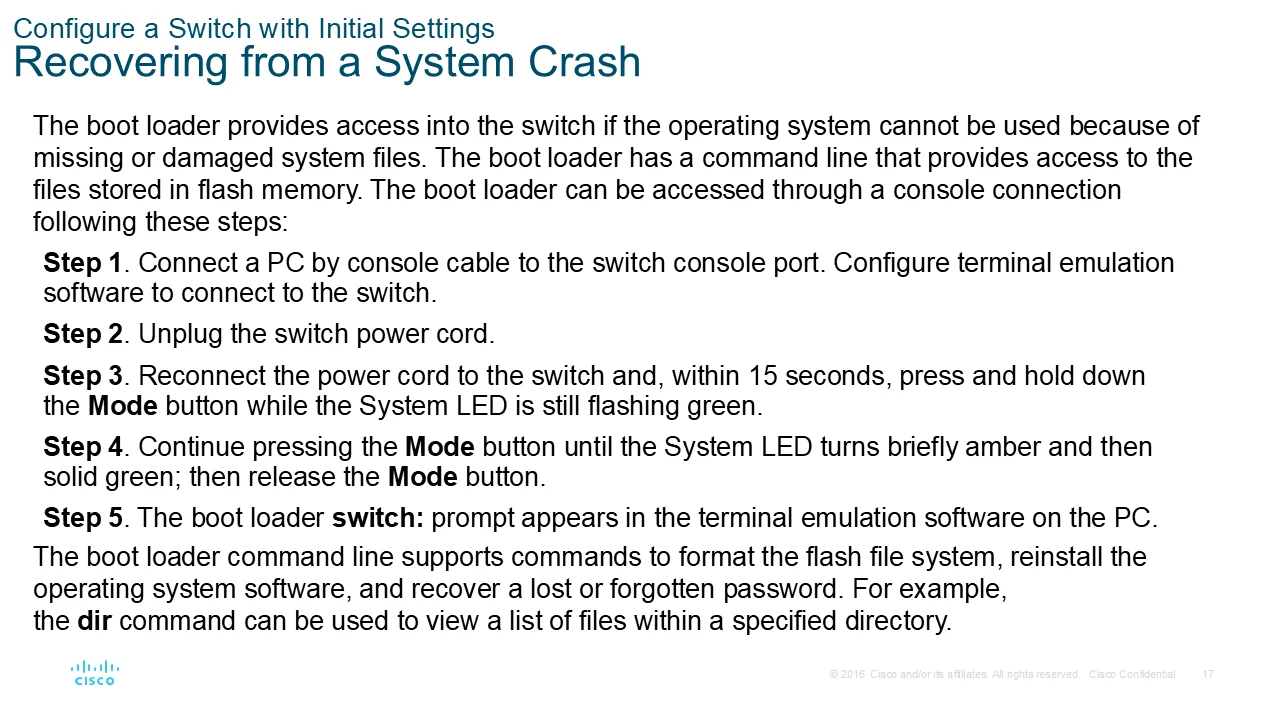 Configure a Switch with Initial Settings
Recovering from a System Crash
The boot loader provides access into the switch if the operating system cannot be used because of
missing or damaged system files. The boot loader has a command line that provides access to the
files stored in flash memory. The boot loader can be accessed through a console connection
following these steps:
Step 1. Connect a PC by console cable to the switch console port. Configure terminal emulation
software to connect to the switch.
Step 2. Unplug the switch power cord.
Step 3. Reconnect the power cord to the switch and, within 15 seconds, press and hold down
the Mode button while the System LED is still flashing green.
Step 4. Continue pressing the Mode button until the System LED turns briefly amber and then
solid green; then release the Mode button.
Step 5. The boot loader switch: prompt appears in the terminal emulation software on the PC.
The boot loader command line supports commands to format the flash file system, reinstall the
operating system software, and recover a lost or forgotten password. For example,
the dir command can be used to view a list of files within a specified directory.
CISCO
© 2016 Cisco and/or its affiliates. All rights reserved. Cisco Confidential 17